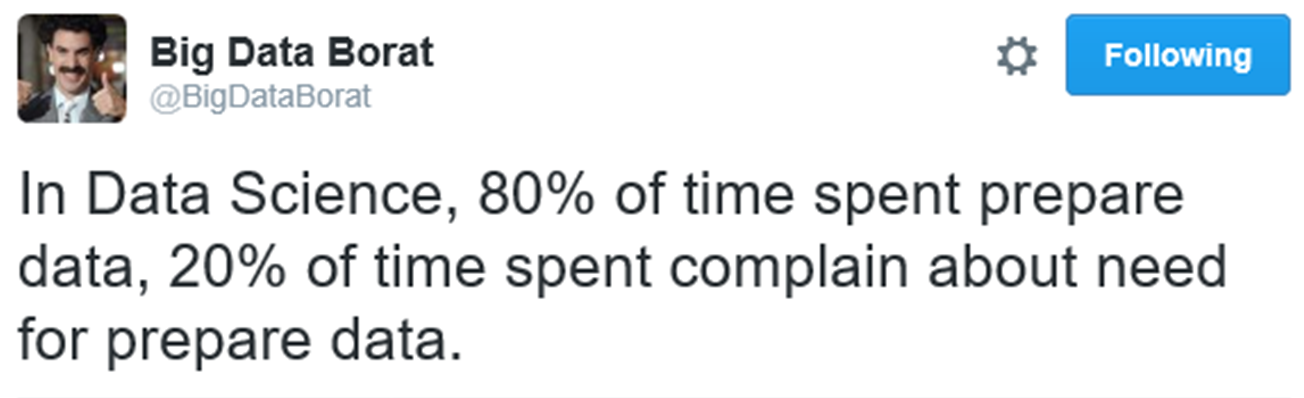 Big Data Borat
@BigDataBorat
Following
In Data Science, 80% of time spent prepare
data, 20% of time spent complain about need
for prepare data.